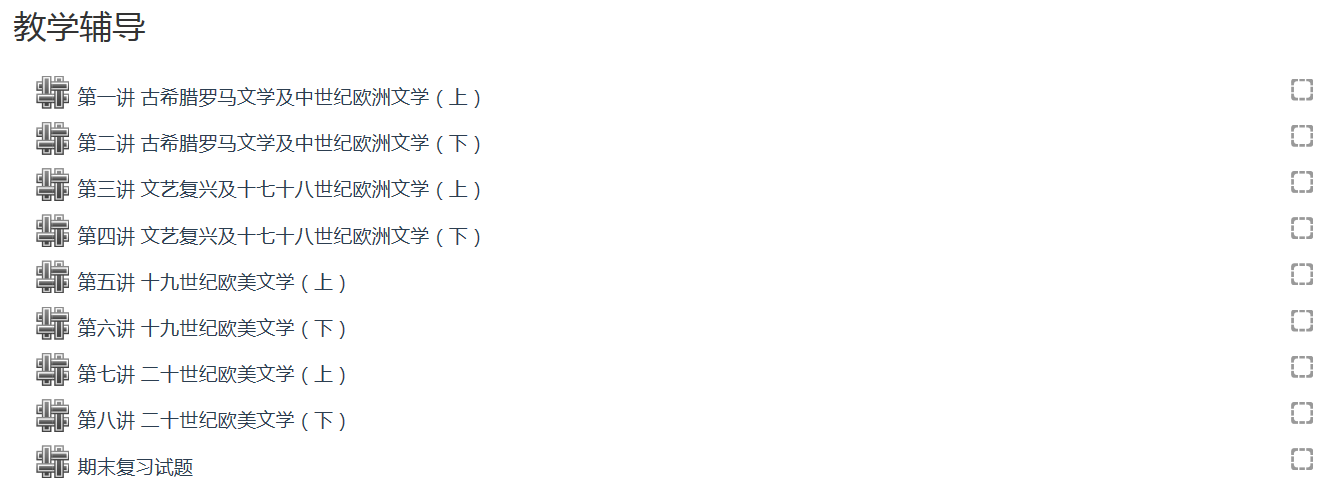 教学辅导
第一讲 古希腊罗马文学及中世纪欧洲文学（上）
第二讲 古希腊罗马文学及中世纪欧洲文学（下）
第三讲 文艺复兴及十七十八世纪欧洲文学（上）
第四讲 文艺复兴及十七十八世纪欧洲文学（下）
第五讲 十九世纪欧美文学（上）
第六讲 十九世纪欧美文学（下）
第七讲 二十世纪欧美文学（上）
第八讲 二十世纪欧美文学（下）
期末复习试题